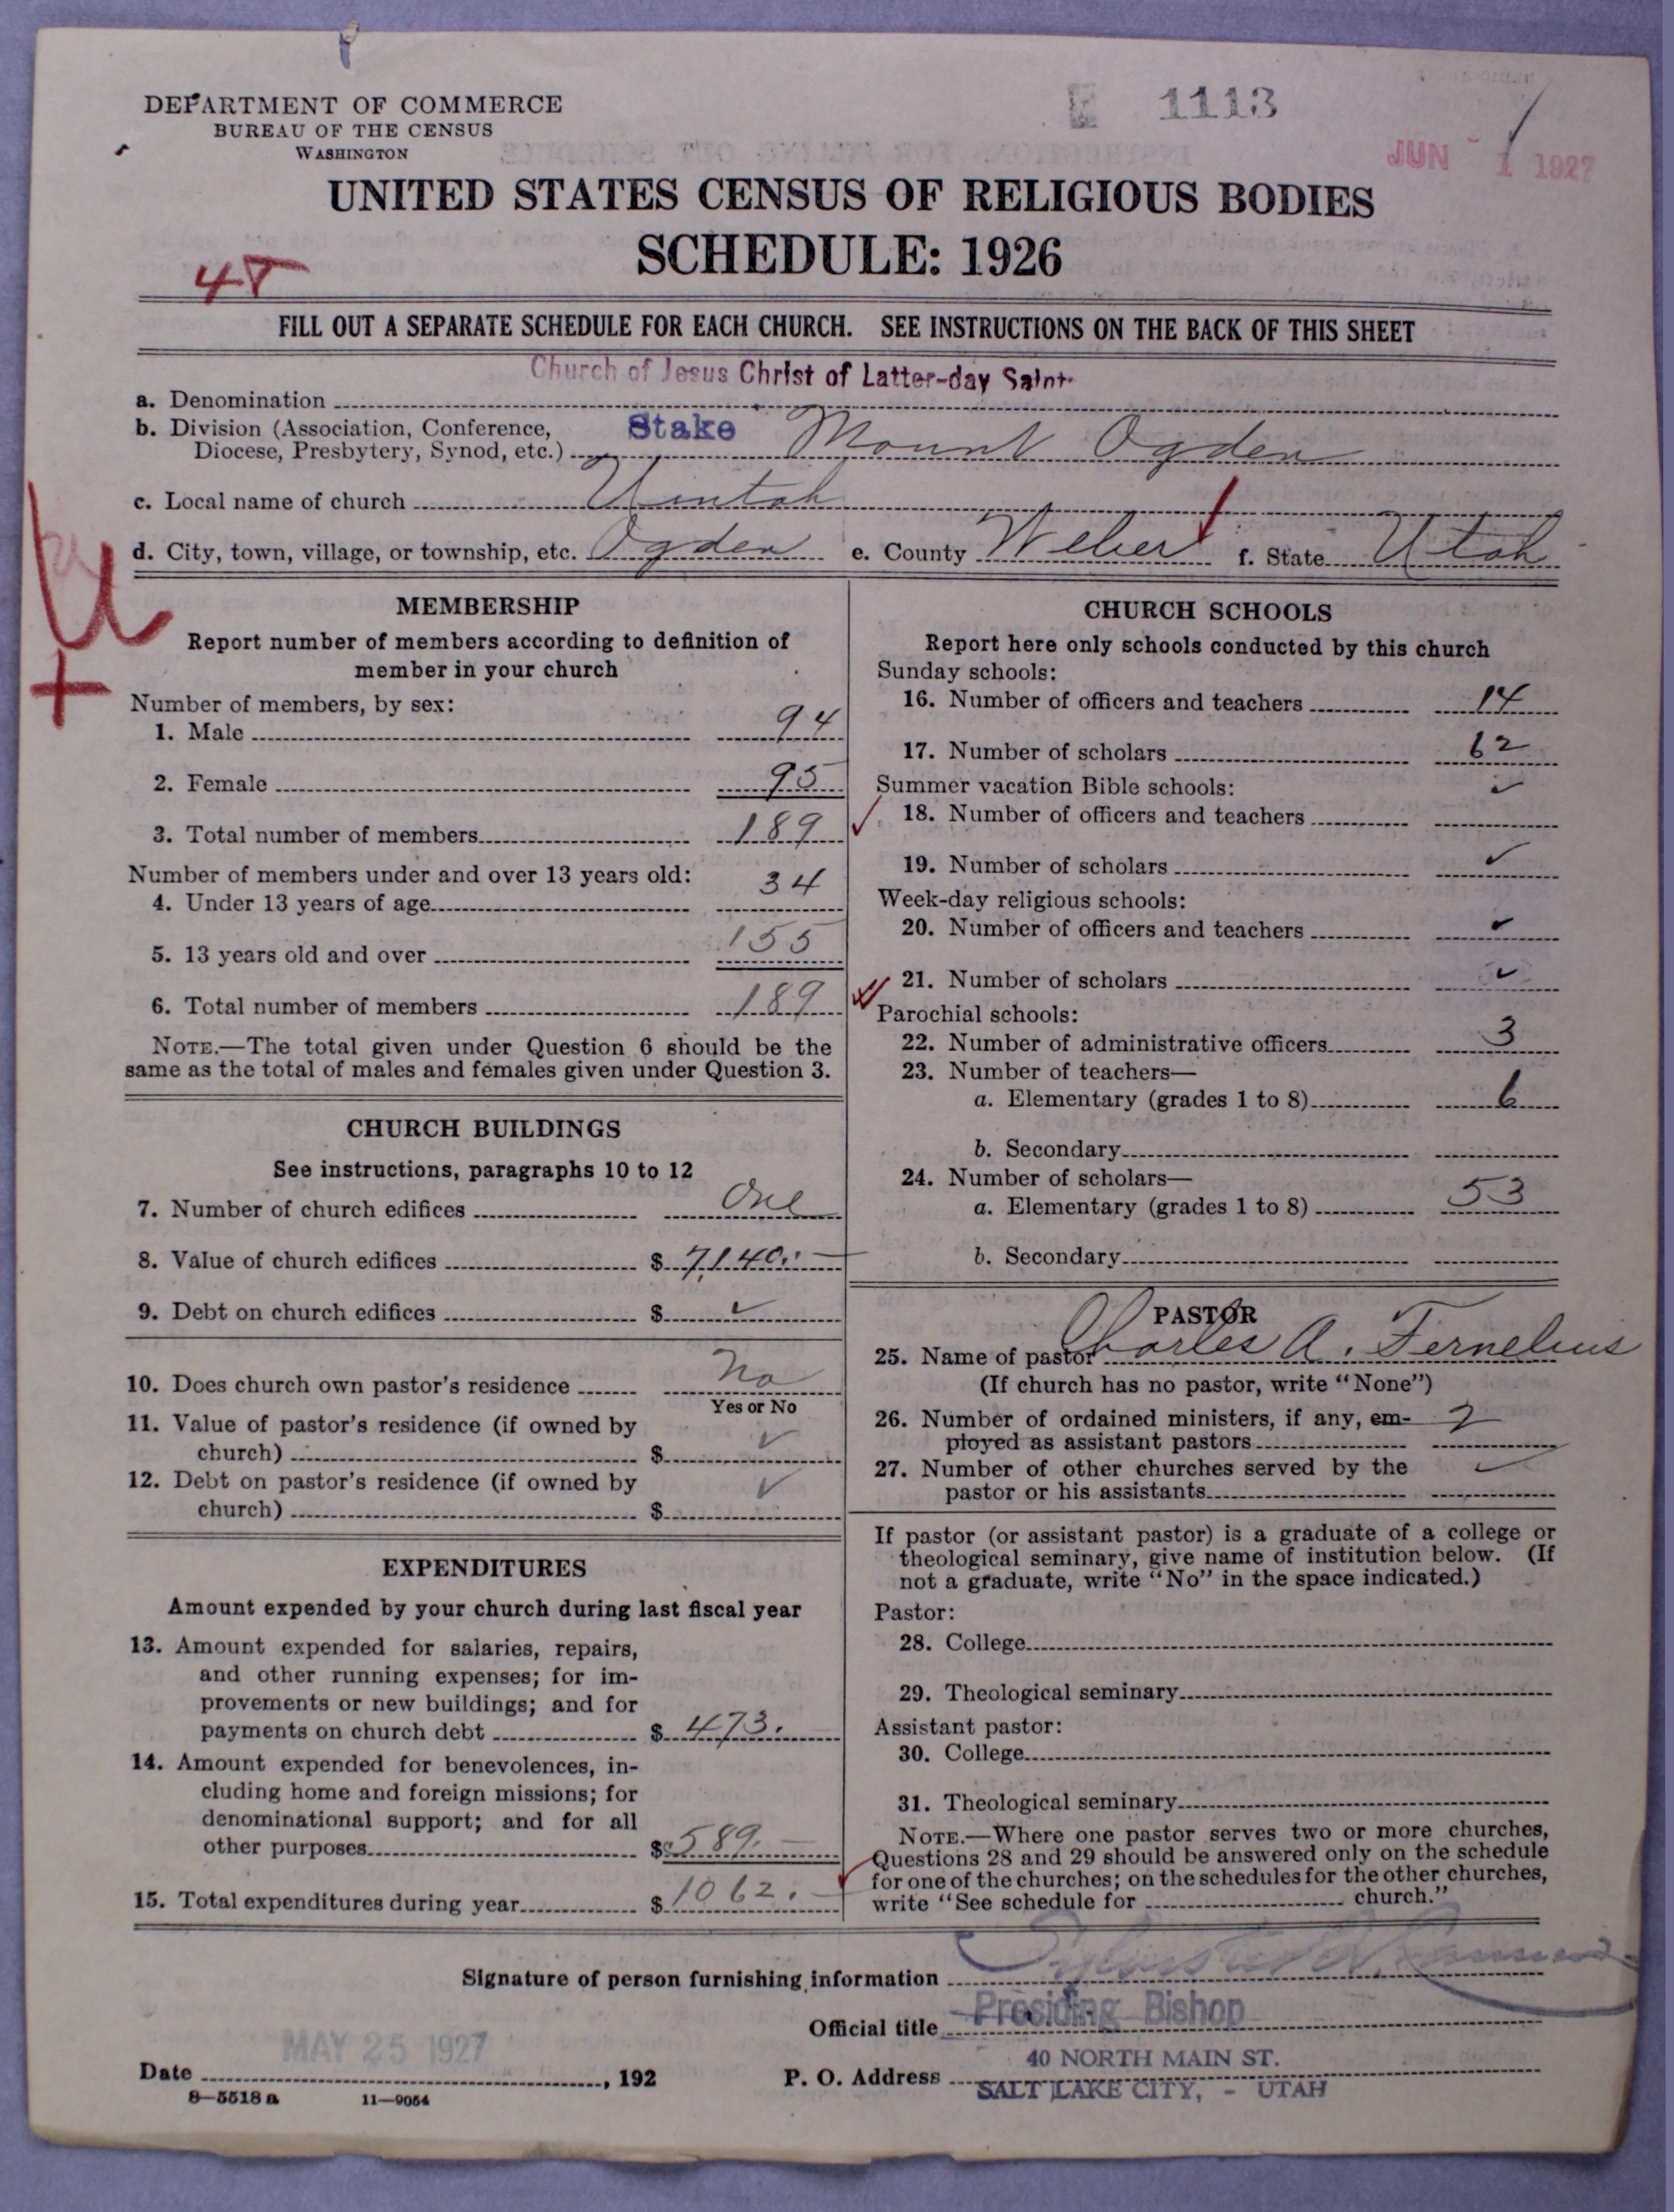 DEPARTMENT OF COMMERCE
BUREAU OF THE CENSUS
WASHINGTON
1113
JUN 1 1927
UNITED STATES CENSUS OF RELIGIOUS BODIES
SCHEDULE: 1926
FILL OUT A SEPARATE SCHEDULE FOR EACH CHURCH. SEE INSTRUCTIONS ON THE BACK OF THIS SHEET
a. Denomination Church of Jesus Christ of Latter-day Saint
b. Division (Association, Conference,
Diocese, Presbytery, Synod, etc.) Stake Mount Ogden
c. Local name of church Uintah
d. City, town, village, or township, etc. Ogden e. County Weber f. State Utah
MEMBERSHIP
Report number of members according to definition of
member in your church
Number of members, by sex:
1. Male 94
2. Female 95
3. Total number of members 189
Number of members under and over 13 years old:
4. Under 13 years of age 34
5. 13 years old and over 155
6. Total number of members 189
NOTE.—The total given under Question 6 should be the
same as the total of males and females given under Question 3.
CHURCH BUILDINGS
See instructions, paragraphs 10 to 12
7. Number of church edifices One
8. Value of church edifices $ 7,140.—
9. Debt on church edifices $ ✓
10. Does church own pastor's residence No
Yes or No
11. Value of pastor's residence (if owned by
church) $ ✓
12. Debt on pastor's residence (if owned by
church) $ ✓
EXPENDITURES
Amount expended by your church during last fiscal year
13. Amount expended for salaries, repairs,
and other running expenses; for im-
provements or new buildings; and for
payments on church debt $ 473.
14. Amount expended for benevolences, in-
cluding home and foreign missions; for
denominational support; and for all
other purposes $ 589.—
15. Total expenditures during year $ 1062.—
CHURCH SCHOOLS
Report here only schools conducted by this church
Sunday schools:
16. Number of officers and teachers 14
17. Number of scholars 62
Summer vacation Bible schools:
18. Number of officers and teachers ✓
19. Number of scholars ✓
Week-day religious schools:
20. Number of officers and teachers ✓
21. Number of scholars ✓
Parochial schools:
22. Number of administrative officers 3
23. Number of teachers—
a. Elementary (grades 1 to 8) 6
b. Secondary
24. Number of scholars—
a. Elementary (grades 1 to 8) 53
b. Secondary
PASTOR
25. Name of pastor Charles A. Fernelius
(If church has no pastor, write "None")
26. Number of ordained ministers, if any, em- 2
ployed as assistant pastors
27. Number of other churches served by the ✓
pastor or his assistants
If pastor (or assistant pastor) is a graduate of a college or
theological seminary, give name of institution below. (If
not a graduate, write "No" in the space indicated.)
Pastor:
28. College
29. Theological seminary
Assistant pastor:
30. College
31. Theological seminary
NOTE.—Where one pastor serves two or more churches,
Questions 28 and 29 should be answered only on the schedule
for one of the churches; on the schedules for the other churches,
write "See schedule for church."
Signature of person furnishing information
Official title Presiding Bishop
MAY 25 1927
Date , 192
P. O. Address 40 NORTH MAIN ST.
SALT LAKE CITY, - UTAH
8—5518 a 11—9054